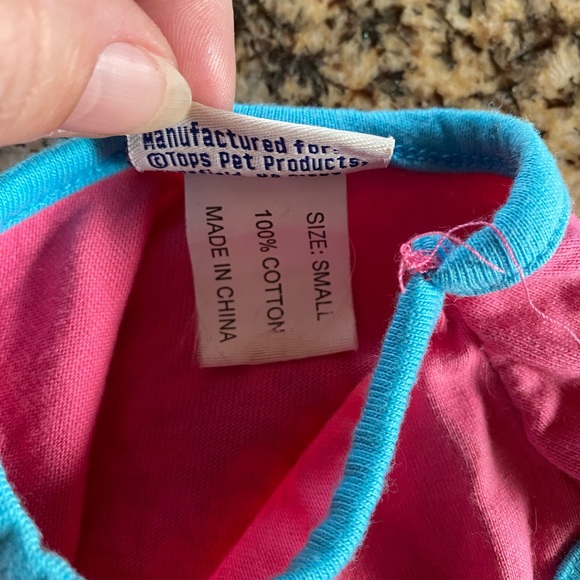 Manufactured for:
©Tops Pet Products
SIZE: SMALL
100% COTTON
MADE IN CHINA